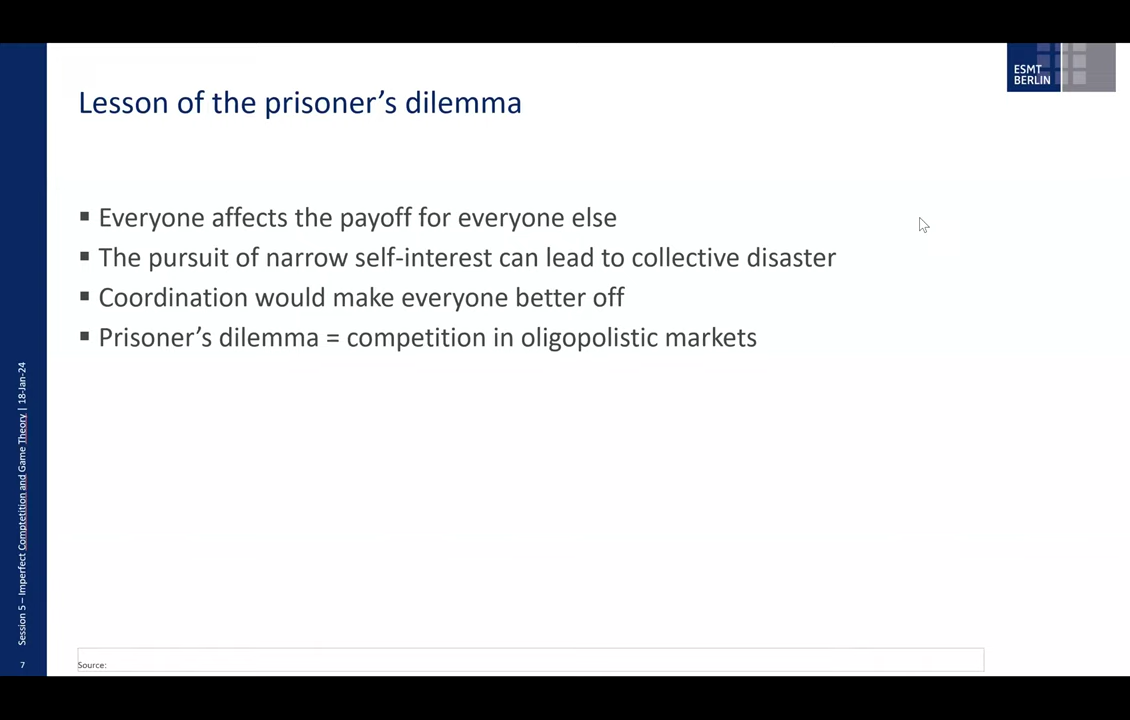 ESMT
BERLIN
Lesson of the prisoner’s dilemma
▪ Everyone affects the payoff for everyone else
▪ The pursuit of narrow self-interest can lead to collective disaster
▪ Coordination would make everyone better off
▪ Prisoner’s dilemma = competition in oligopolistic markets
Session 5 – Imperfect Comptetition and Game Theory | 18-Jan-24
7
Source: